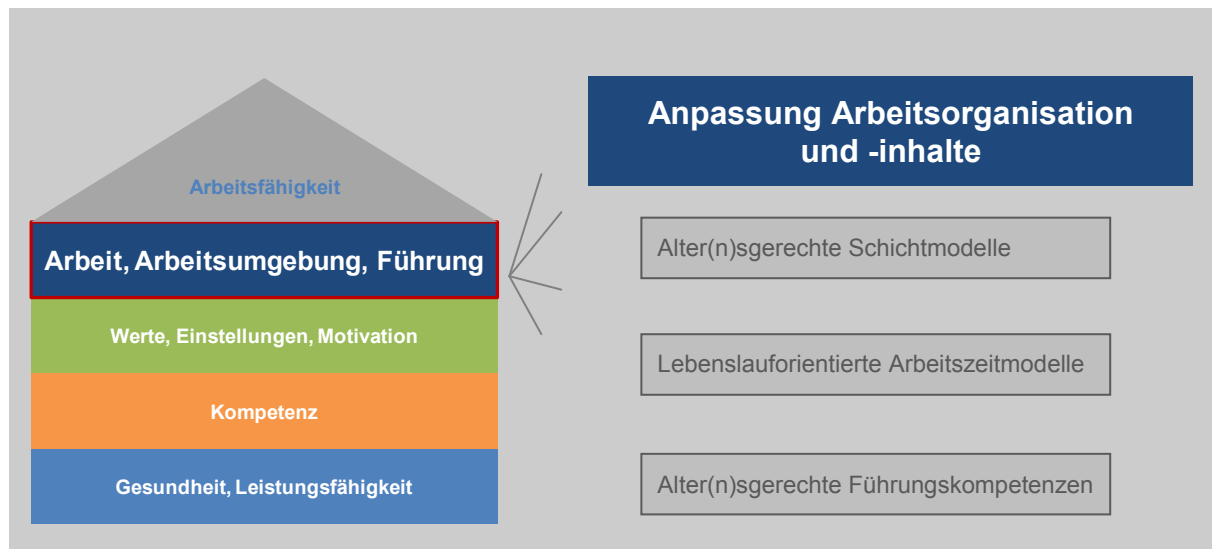 Arbeitsfähigkeit
Arbeit, Arbeitsumgebung, Führung
Werte, Einstellungen, Motivation
Kompetenz
Gesundheit, Leistungsfähigkeit
Anpassung Arbeitsorganisation
und -inhalte
Alter(n)sgerechte Schichtmodelle
Lebenslauforientierte Arbeitszeitmodelle
Alter(n)sgerechte Führungskompetenzen